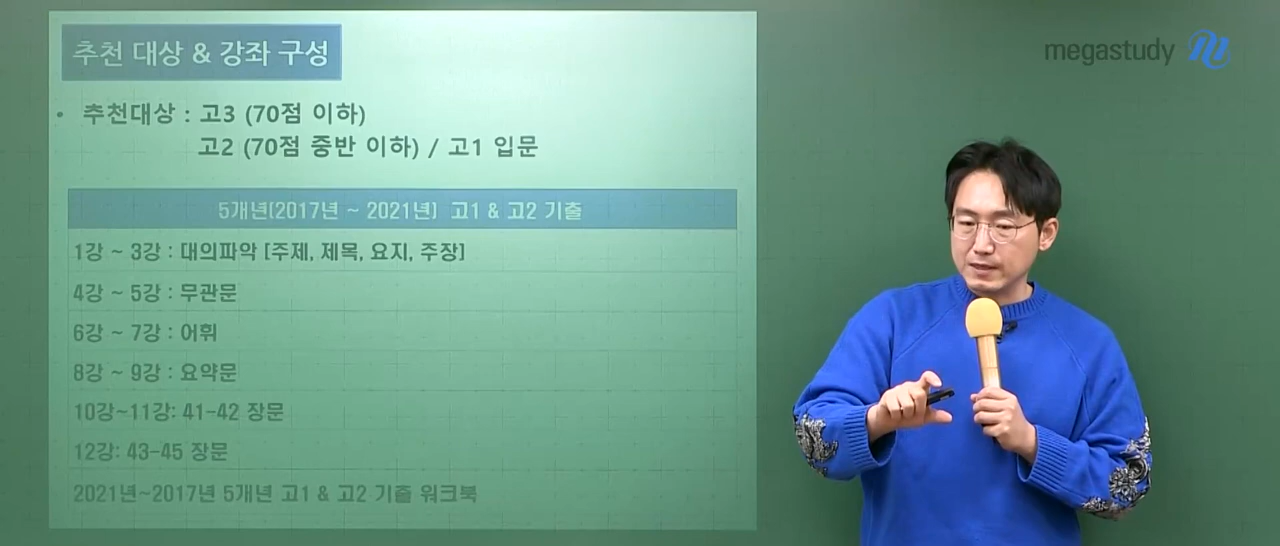 추천 대상 & 강좌 구성
megastudy
• 추천대상 : 고3 (70점 이하)
고2 (70점 중반 이하) / 고1 입문
5개년(2017년 ~ 2021년) 고1 & 고2 기출
1강 ~ 3강 : 대의파악 [주제, 제목, 요지, 주장]
4강 ~ 5강 : 무관문
6강 ~ 7강 : 어휘
8강 ~ 9강 : 요약문
10강~11강: 41-42 장문
12강: 43-45 장문
2021년~2017년 5개년 고1 & 고2 기출 워크북